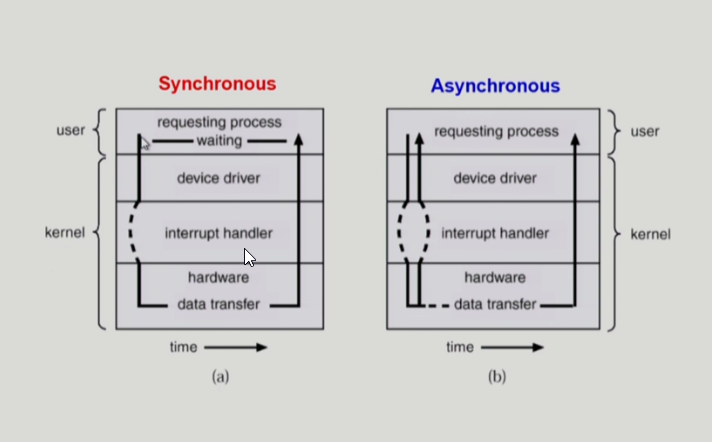 Synchronous
requesting process
waiting
user
device driver
interrupt handler
kernel
hardware
data transfer
time
(a)
Asynchronous
requesting process
user
device driver
interrupt handler
kernel
hardware
data transfer
time
(b)